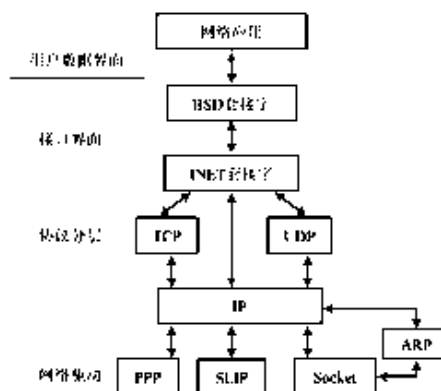 网络应用
用户数据界面
BSD套接字
接口界面
INET套接字
协议分层
TCP
UDP
IP
ARP
网络驱动
PPP
SLIP
Socket